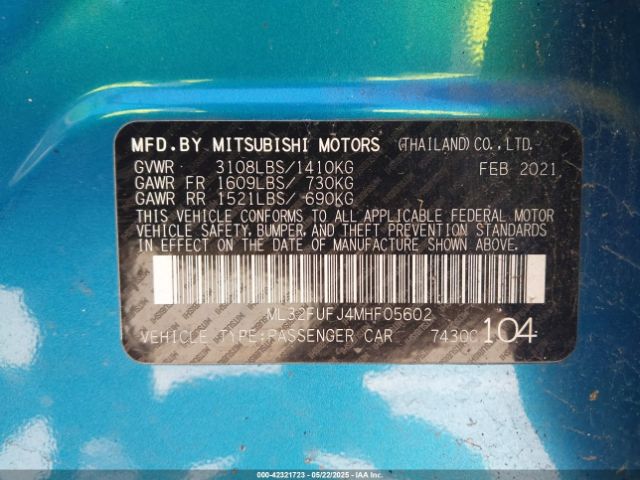 MFD.BY MITSUBISHI MOTORS (THAILAND)CO.,LTD.
GVWR 3108LBS/1410KG FEB 2021
GAWR FR 1609LBS/ 730KG
GAWR RR 1521LBS/ 690KG
THIS VEHICLE CONFORMS TO ALL APPLICABLE FEDERAL MOTOR
VEHICLE SAFETY, BUMPER, AND THEFT PREVENTION STANDARDS
IN EFFECT ON THE DATE OF MANUFACTURE SHOWN ABOVE.
ML32FUFJ4MHF05602
VEHICLE TYPE:PASSENGER CAR 7430C 104
000-42321723 - 05/22/2025 - © IAA Holdings, LLC